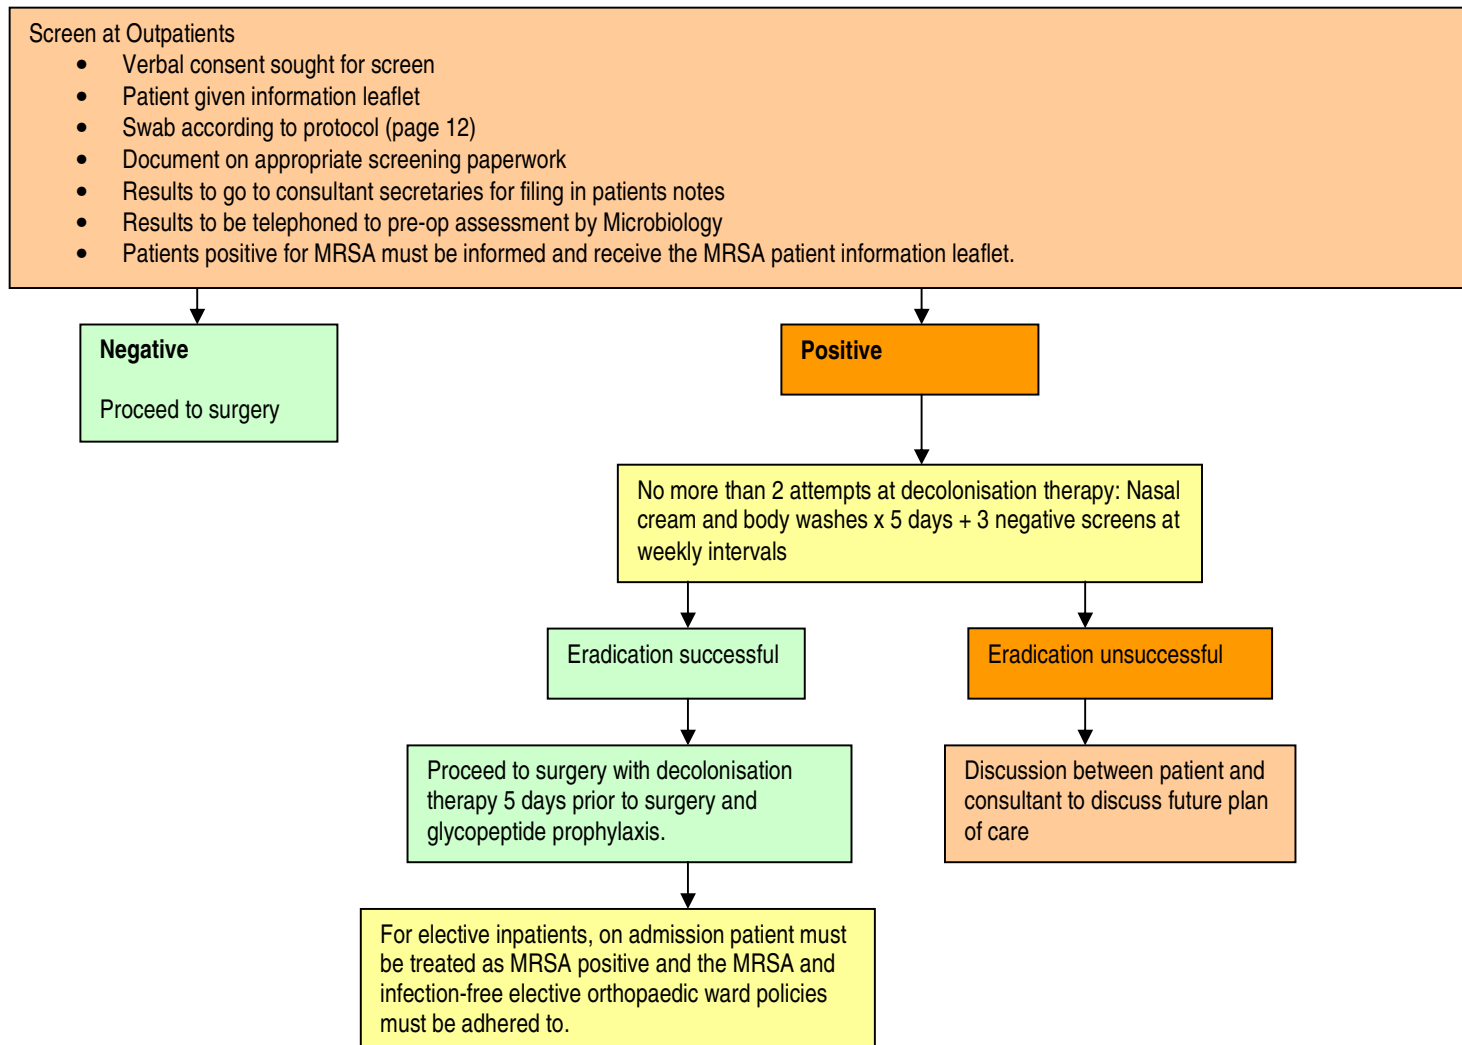 Screen at Outpatients
• Verbal consent sought for screen
• Patient given information leaflet
• Swab according to protocol (page 12)
• Document on appropriate screening paperwork
• Results to go to consultant secretaries for filing in patients notes
• Results to be telephoned to pre-op assessment by Microbiology
• Patients positive for MRSA must be informed and receive the MRSA patient information leaflet.
Negative
Proceed to surgery
Positive
No more than 2 attempts at decolonisation therapy: Nasal
cream and body washes x 5 days + 3 negative screens at
weekly intervals
Eradication successful
Eradication unsuccessful
Proceed to surgery with decolonisation
therapy 5 days prior to surgery and
glycopeptide prophylaxis.
Discussion between patient and
consultant to discuss future plan
of care
For elective inpatients, on admission patient must
be treated as MRSA positive and the MRSA and
infection-free elective orthopaedic ward policies
must be adhered to.